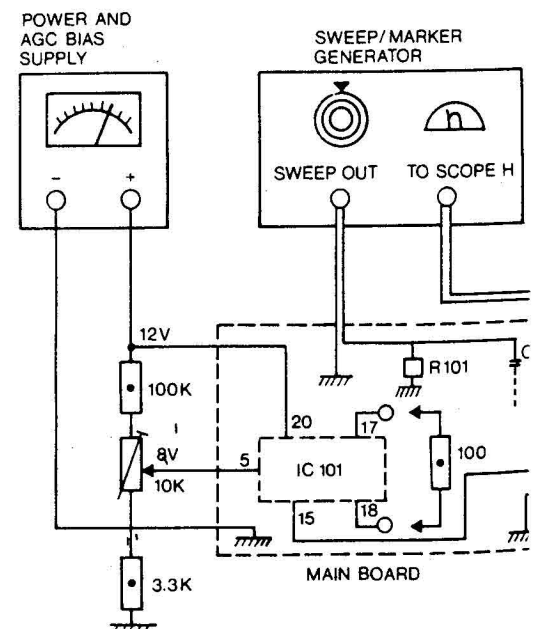 POWER AND
AGC BIAS
SUPPLY
SWEEP/MARKER
GENERATOR
- +
SWEEP OUT
TO SCOPE H
12V
R101
100K
20
17
8V
5
IC 101
100
10K
15
18
3.3K
MAIN BOARD